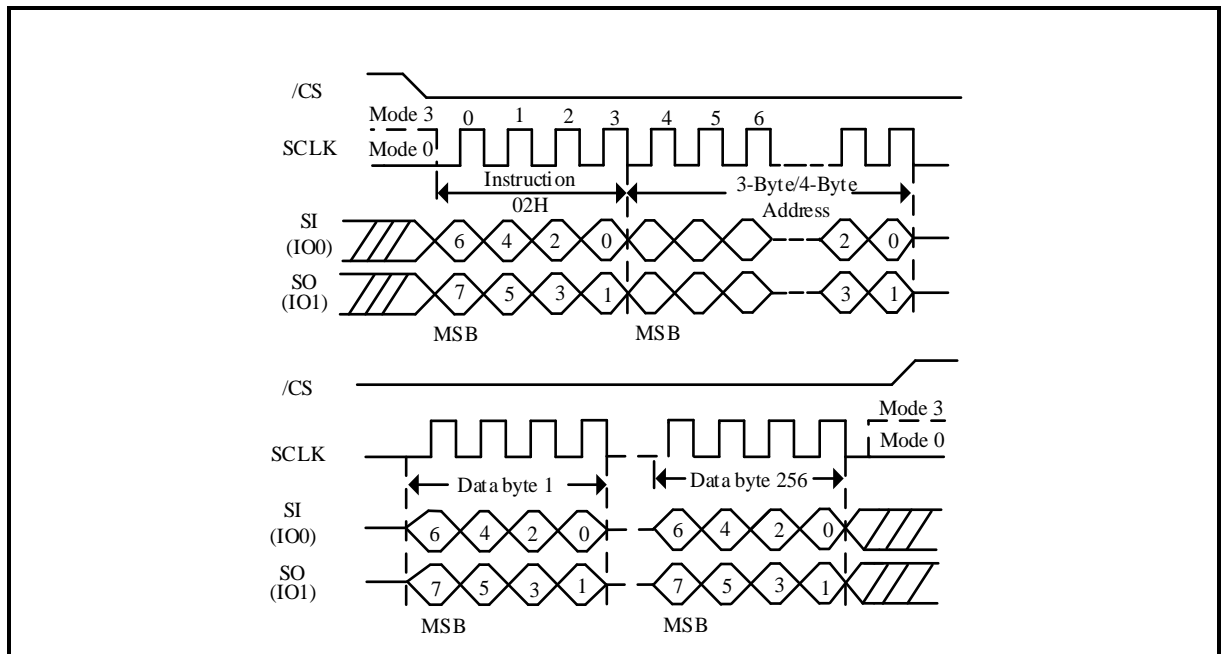 /CS
Mode 3
0 1 2 3 4 5 6
SCLK
Mode 0
Instruction
02H
3-Byte/4-Byte
Address
SI
(IO0)
6 4 2 0 2 0
SO
(IO1)
7 5 3 1 3 1
MSB MSB
/CS
Mode 3
SCLK
Mode 0
Data byte 1 Data byte 256
SI
(IO0)
6 4 2 0 6 4 2 0
SO
(IO1)
7 5 3 1 7 5 3 1
MSB MSB